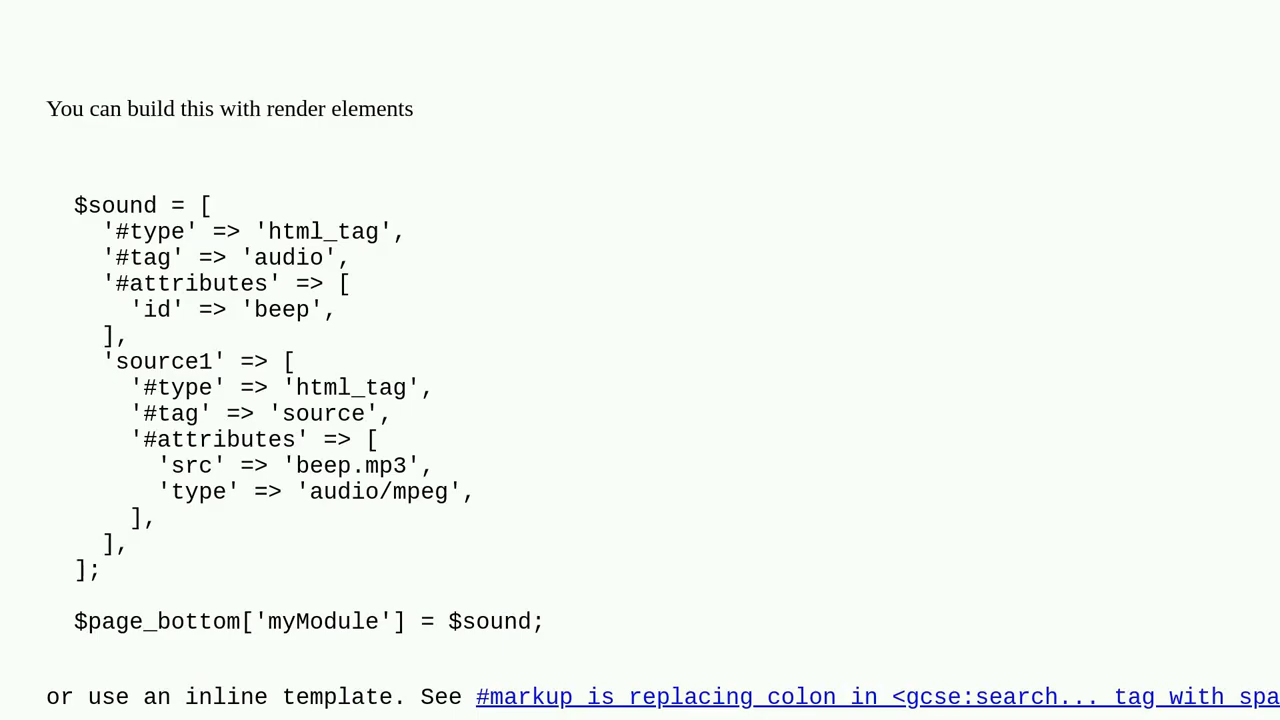 You can build this with render elements
$sound = [
'#type' => 'html_tag',
'#tag' => 'audio',
'#attributes' => [
'id' => 'beep',
],
'source1' => [
'#type' => 'html_tag',
'#tag' => 'source',
'#attributes' => [
'src' => 'beep.mp3',
'type' => 'audio/mpeg',
],
],
];
$page_bottom['myModule'] = $sound;
or use an inline template. See #markup is replacing colon in <gcse:search... tag with spa